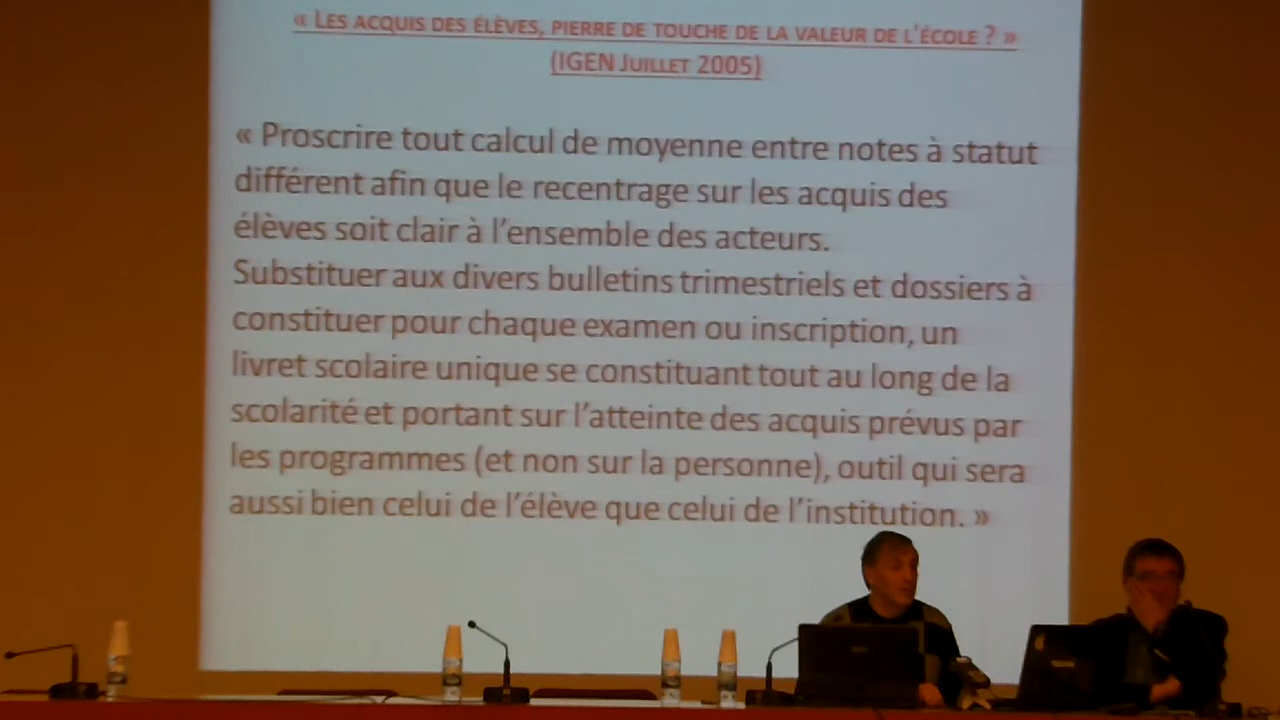 « LES ACQUIS DES ÉLÈVES, PIERRE DE TOUCHE DE LA VALEUR DE L'ÉCOLE ? »
(IGEN JUILLET 2005)
« Proscrire tout calcul de moyenne entre notes à statut
différent afin que le recentrage sur les acquis des
élèves soit clair à l'ensemble des acteurs.
Substituer aux divers bulletins trimestriels et dossiers à
constituer pour chaque examen ou inscription, un
livret scolaire unique se constituant tout au long de la
scolarité et portant sur l'atteinte des acquis prévus par
les programmes (et non sur la personne), outil qui sera
aussi bien celui de l'élève que celui de l'institution. »